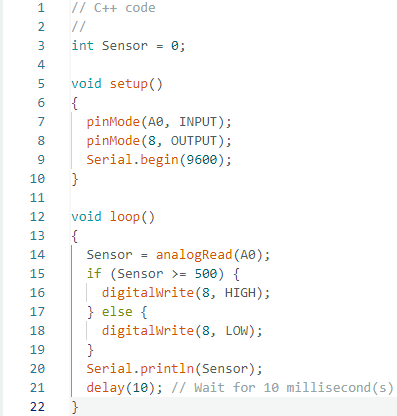 1 // C++ code
2 //
3 int Sensor = 0;
4
5 void setup()
6 {
7   pinMode(A0, INPUT);
8   pinMode(8, OUTPUT);
9   Serial.begin(9600);
10 }
11
12 void loop()
13 {
14   Sensor = analogRead(A0);
15   if (Sensor >= 500) {
16     digitalWrite(8, HIGH);
17   } else {
18     digitalWrite(8, LOW);
19   }
20   Serial.println(Sensor);
21   delay(10); // Wait for 10 millisecond(s)
22 }